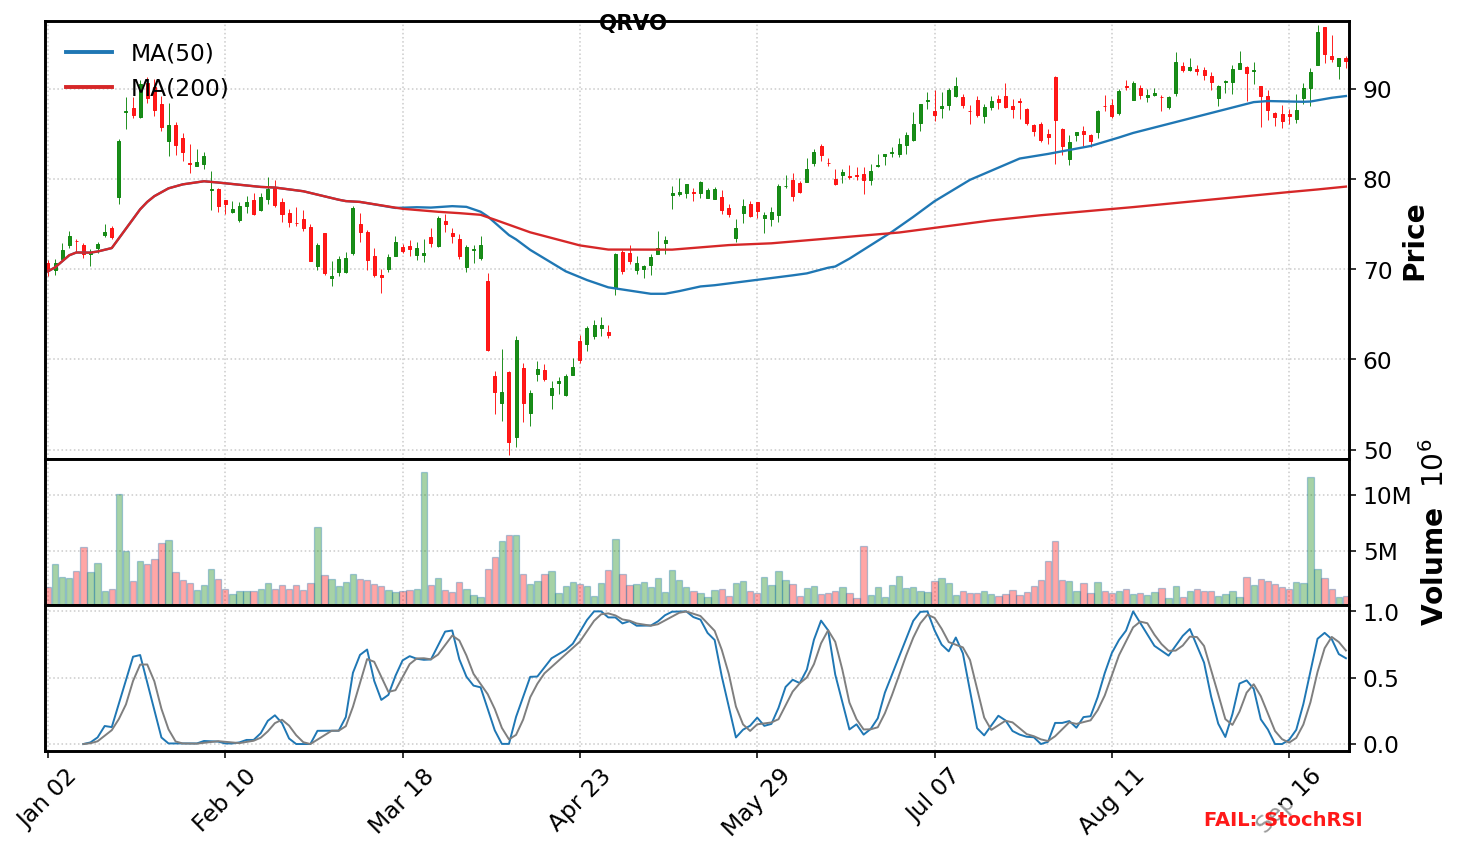 QRVO
MA(50)
MA(200)
90
80
70
60
50
Price
10M
5M
Volume 10^6
1.0
0.5
0.0
Jan 02
Feb 10
Mar 18
Apr 23
May 29
Jul 07
Aug 11
Sep 16
FAIL: StochRSI